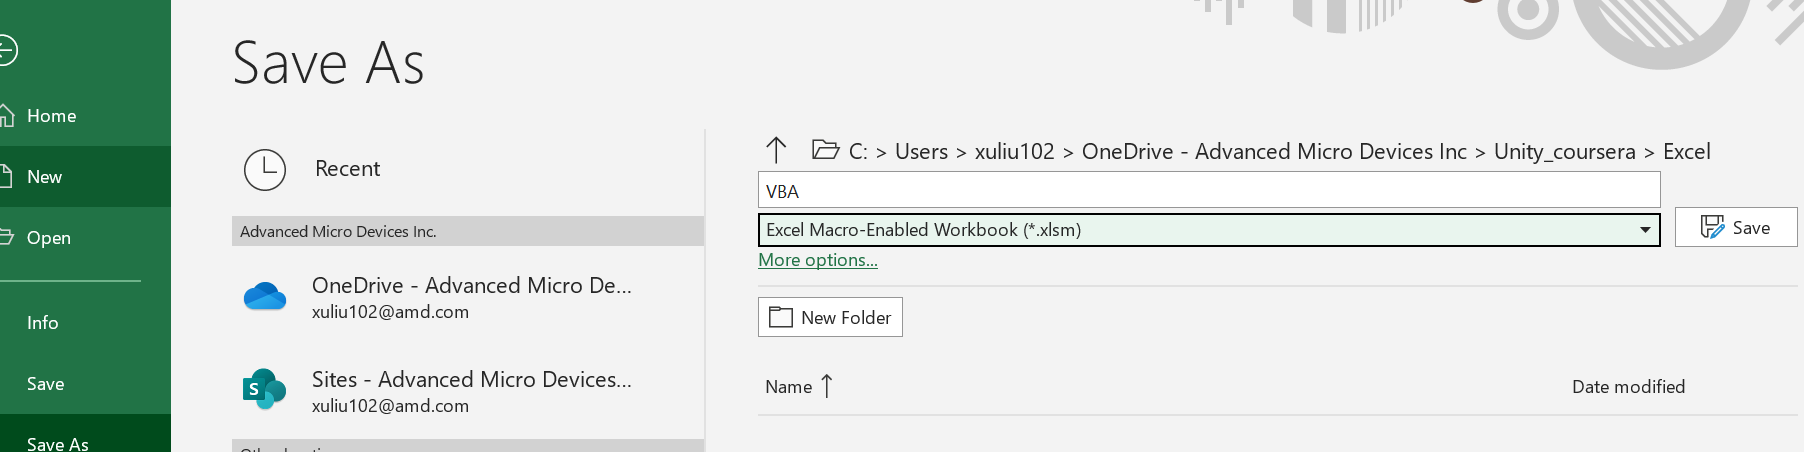 Save As
Home
New
Open
Info
Save
Save As
Recent
Advanced Micro Devices Inc.
OneDrive - Advanced Micro De...
xuliu102@amd.com
S
Sites - Advanced Micro Devices...
xuliu102@amd.com
C: > Users > xuliu102 > OneDrive - Advanced Micro Devices Inc > Unity_coursera > Excel
VBA
Excel Macro-Enabled Workbook (*.xlsm)
Save
More options...
New Folder
Name ↑
Date modified